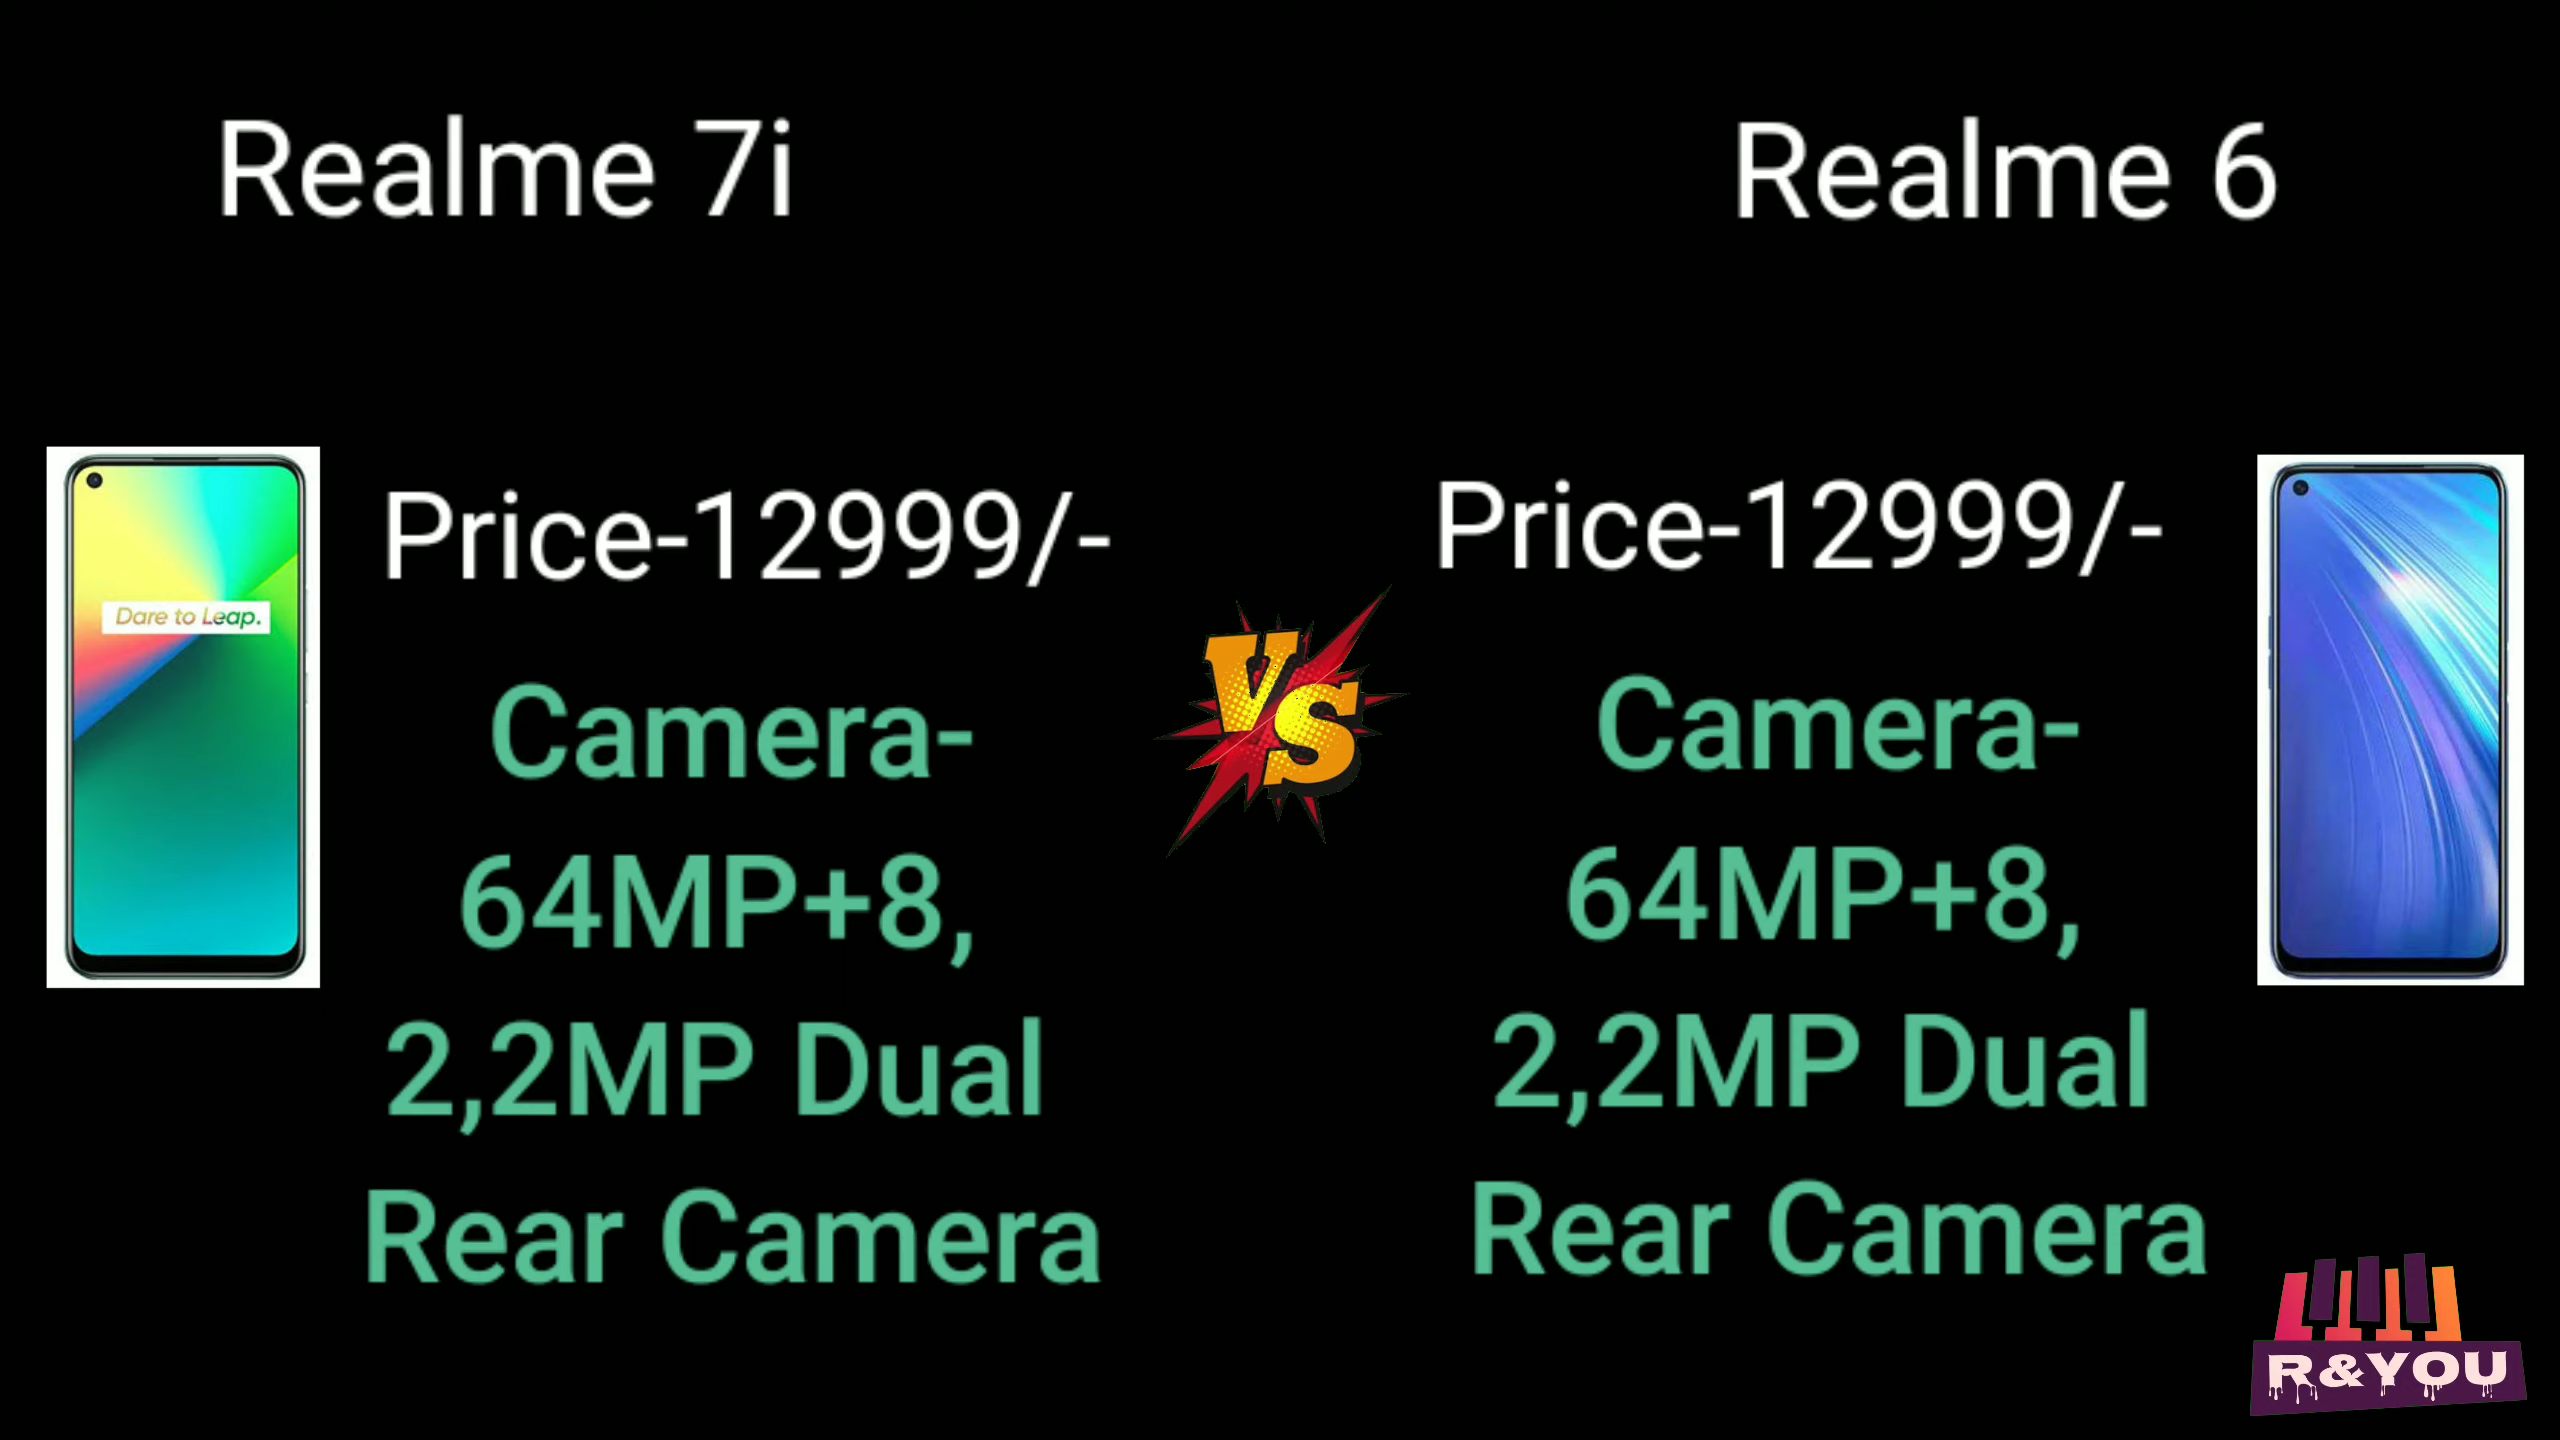 Realme 7i
Realme 6
Dare to Leap.
Price-12999/-
Camera-
64MP+8,
2,2MP Dual
Rear Camera
VS
Price-12999/-
Camera-
64MP+8,
2,2MP Dual
Rear Camera
R&YOU